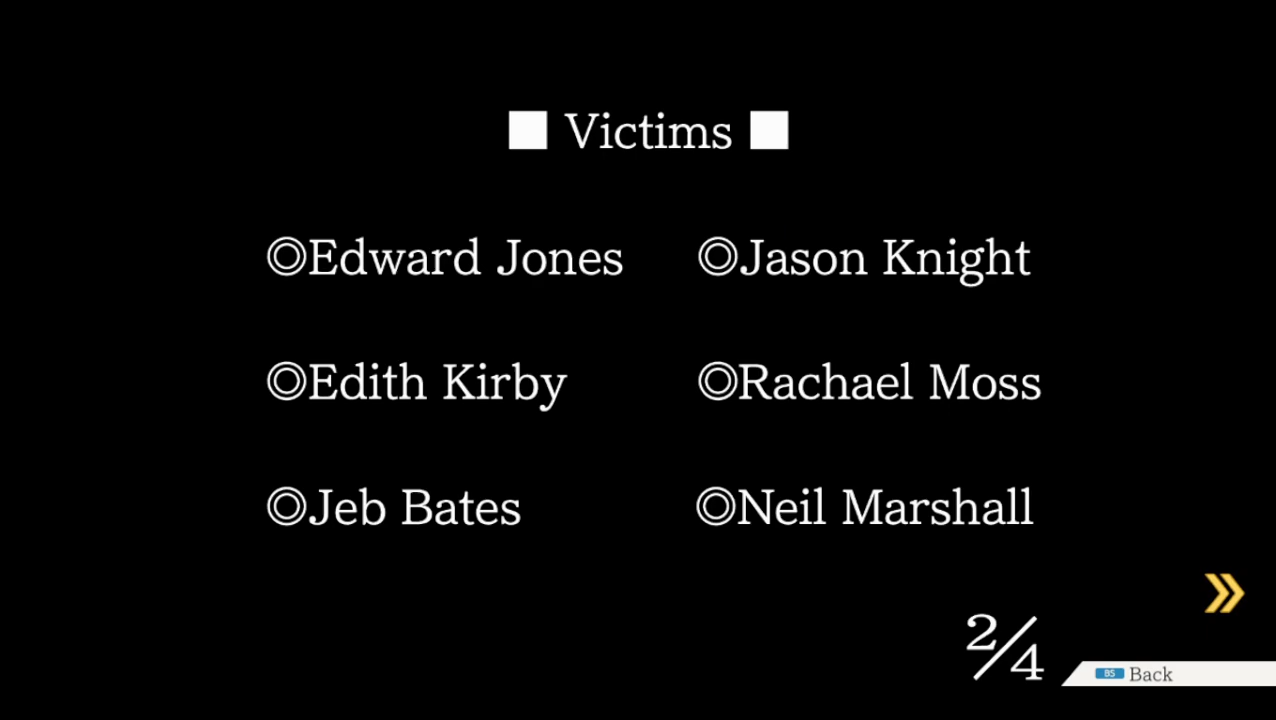 ■ Victims ■
◎Edward Jones ◎Jason Knight
◎Edith Kirby ◎Rachael Moss
◎Jeb Bates ◎Neil Marshall
2/4
BS Back